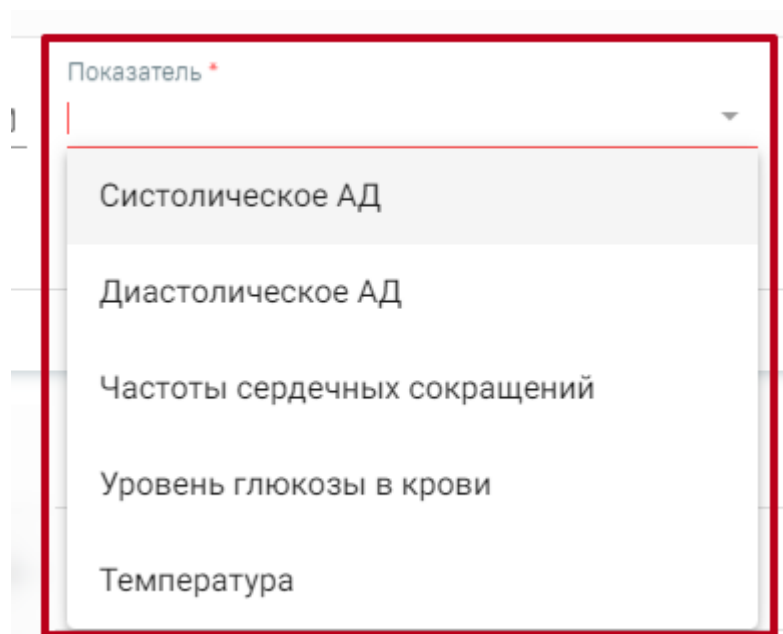 Показатель *
Систолическое АД
Диастолическое АД
Частоты сердечных сокращений
Уровень глюкозы в крови
Температура